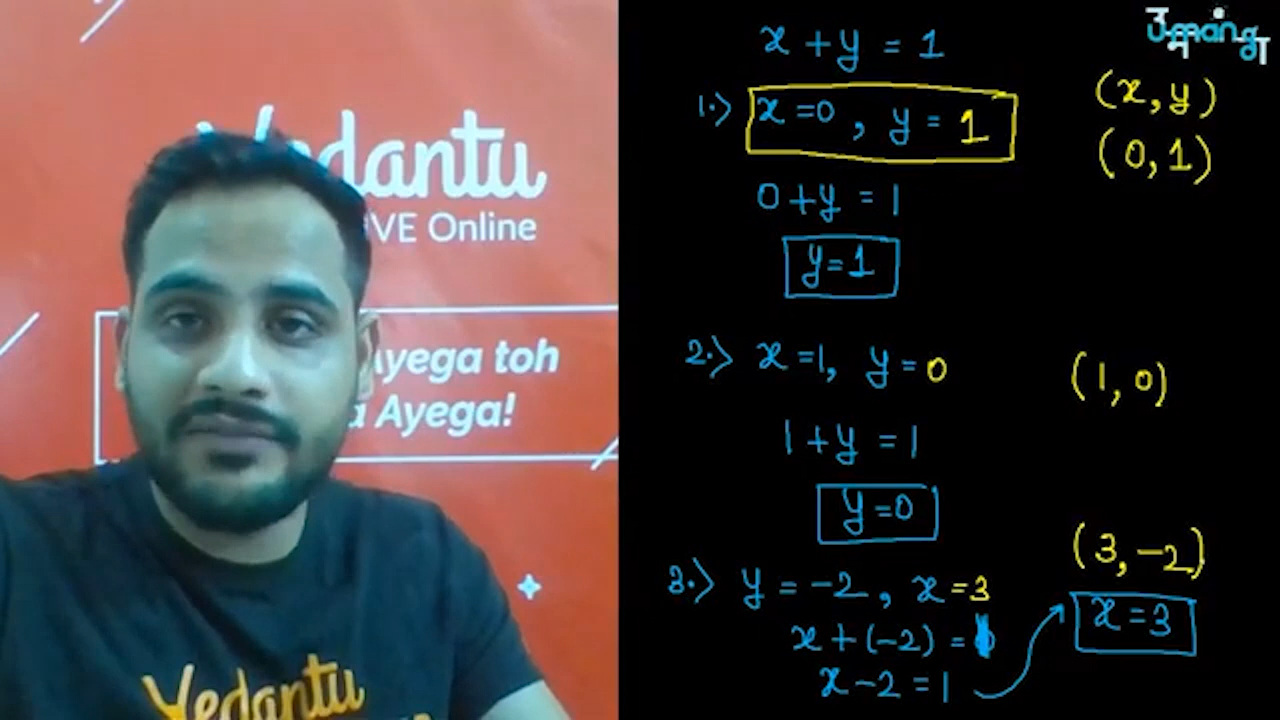 Vedantu
LIVE Online
Ayega toh
Ayega!
Vedantu
x + y = 1
1.) x = 0, y = 1
(x, y)
(0, 1)
0 + y = 1
y = 1
2.) x = 1, y = 0
(1, 0)
1 + y = 1
y = 0
3.) y = -2, x = 3
(3, -2)
x + (-2) =
x - 2 = 1
x = 3
Umang